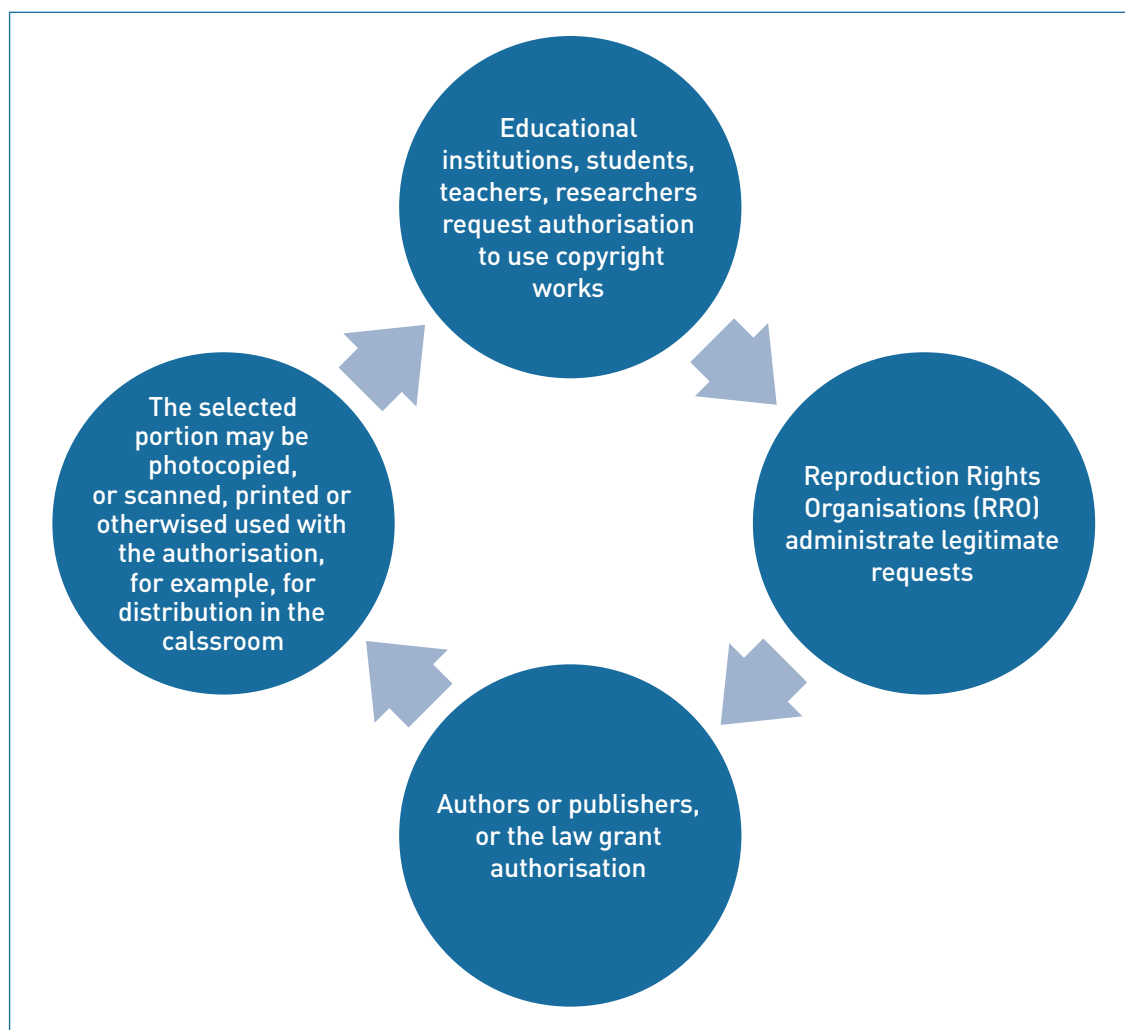 Educational
institutions, students,
teachers, researchers
request authorisation
to use copyright
works
Reproduction Rights
Organisations (RRO)
administrate legitimate
requests
Authors or publishers,
or the law grant
authorisation
The selected
portion may be
photocopied,
or scanned, printed or
otherwised used with
the authorisation,
for example, for
distribution in the
calssroom